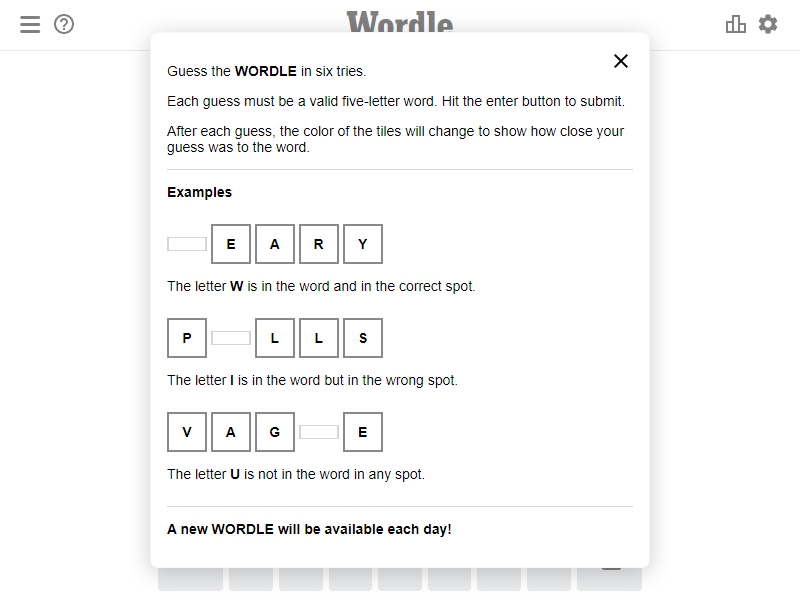 Wordle
Guess the WORDLE in six tries.
Each guess must be a valid five-letter word. Hit the enter button to submit.
After each guess, the color of the tiles will change to show how close your
guess was to the word.
Examples
E A R Y
The letter W is in the word and in the correct spot.
P L L S
The letter I is in the word but in the wrong spot.
V A G E
The letter U is not in the word in any spot.
A new WORDLE will be available each day!